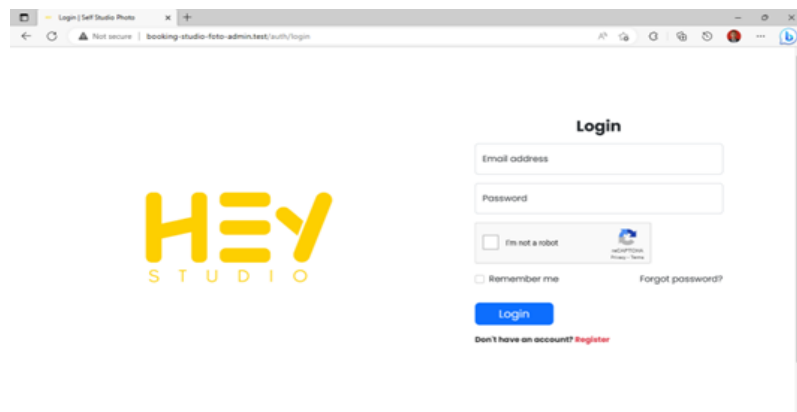 Login | Self Studio Photo
Not secure | booking-studio-foto-admin.test/auth/login
Login
Email address
Password
HEY
STUDIO
I'm not a robot
reCAPTCHA
Privacy - Terms
Remember me
Forgot password?
Login
Don't have an account? Register